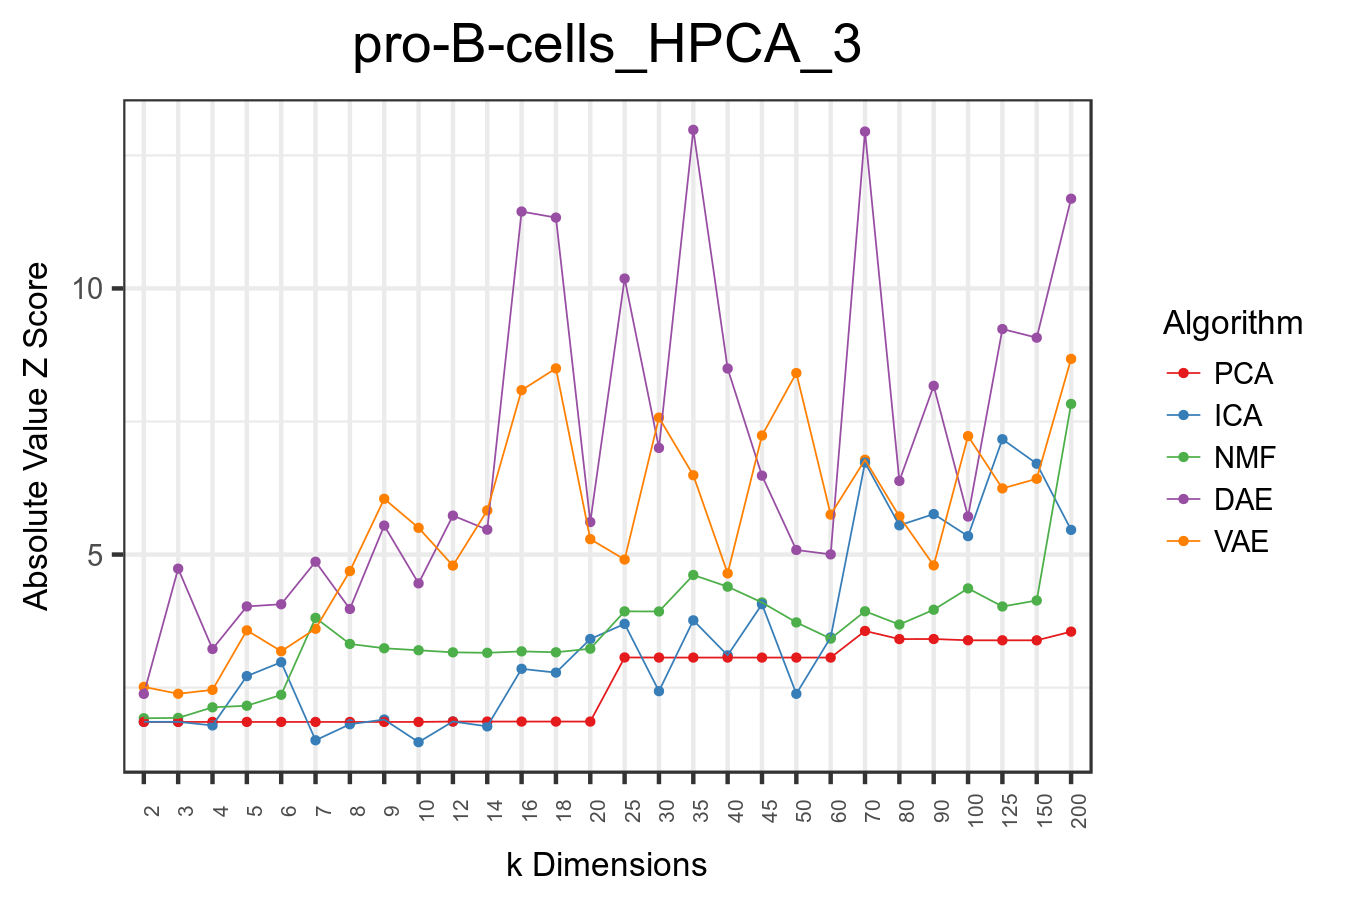 pro-B-cells_HPCA_3
Absolute Value Z Score
10
5
2 3 4 5 6 7 8 9 10 12 14 16 18 20 25 30 35 40 45 50 60 70 80 90 100 125 150 200
k Dimensions
Algorithm
PCA
ICA
NMF
DAE
VAE